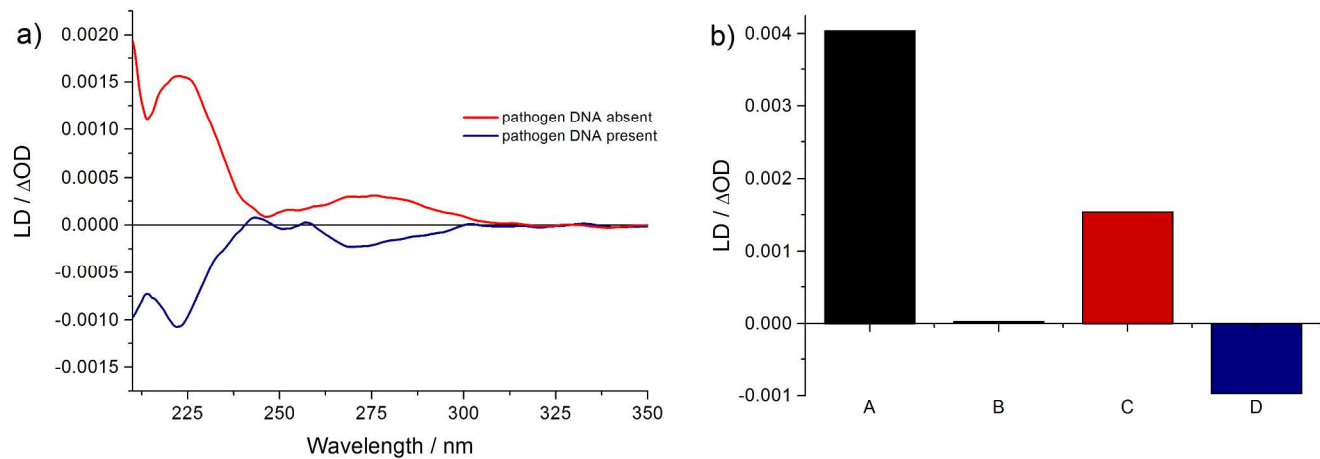 a)
0.0020
0.0015
0.0010
0.0005
0.0000
-0.0005
-0.0010
-0.0015
LD / ΔOD
pathogen DNA absent
pathogen DNA present
225 250 275 300 325 350
Wavelength / nm
b)
0.004
0.003
0.002
0.001
0.000
-0.001
LD / ΔOD
A B C D